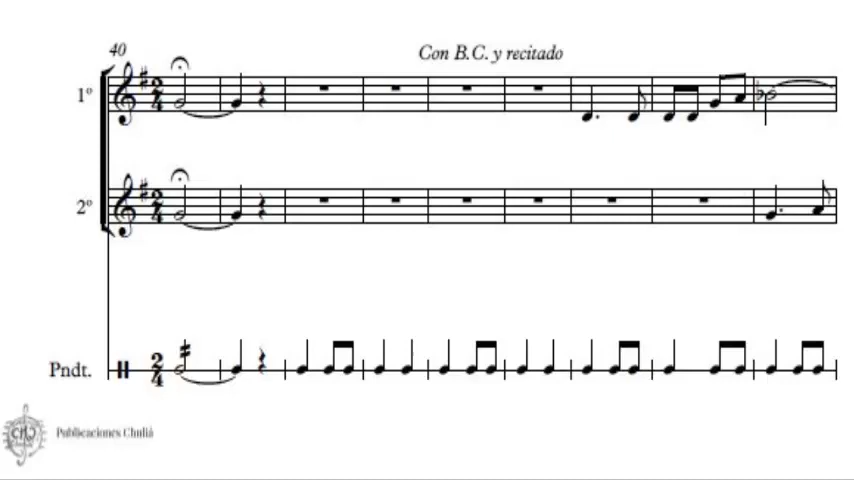 40
Con B.C. y recitado
1º
2º
Pndt.
Publicaciones Chuliá